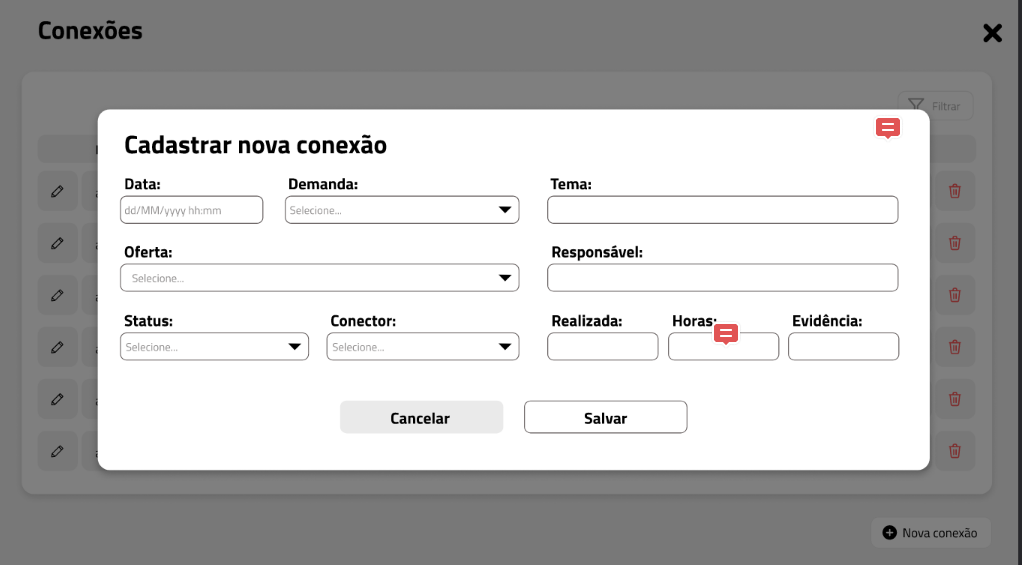 Conexões
Filtrar
Cadastrar nova conexão
Data: Demanda: Tema:
dd/MM/yyyy hh:mm Selecione...
Oferta: Responsável:
Selecione...
Status: Conector: Realizada: Horas: Evidência:
Selecione... Selecione...
Cancelar Salvar
Nova conexão